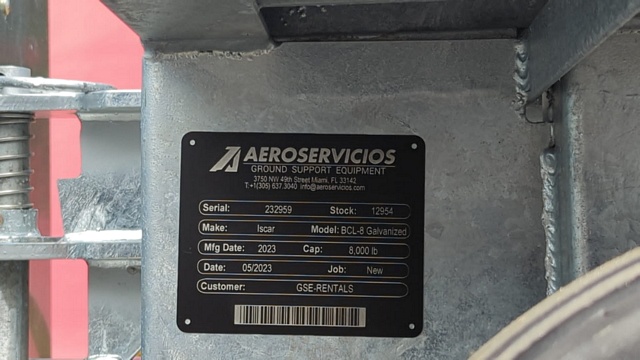 AEROSERVICIOS
GROUND SUPPORT EQUIPMENT
3750 NW 49th Street Miami, FL 33142
T:+1(305) 637.3040 info@aeroservicios.com
Serial: 232959 Stock: 12954
Make: Iscar Model: BCL-8 Galvanized
Mfg Date: 2023 Cap: 8,000 lb
Date: 05/2023 Job: New
Customer: GSE-RENTALS